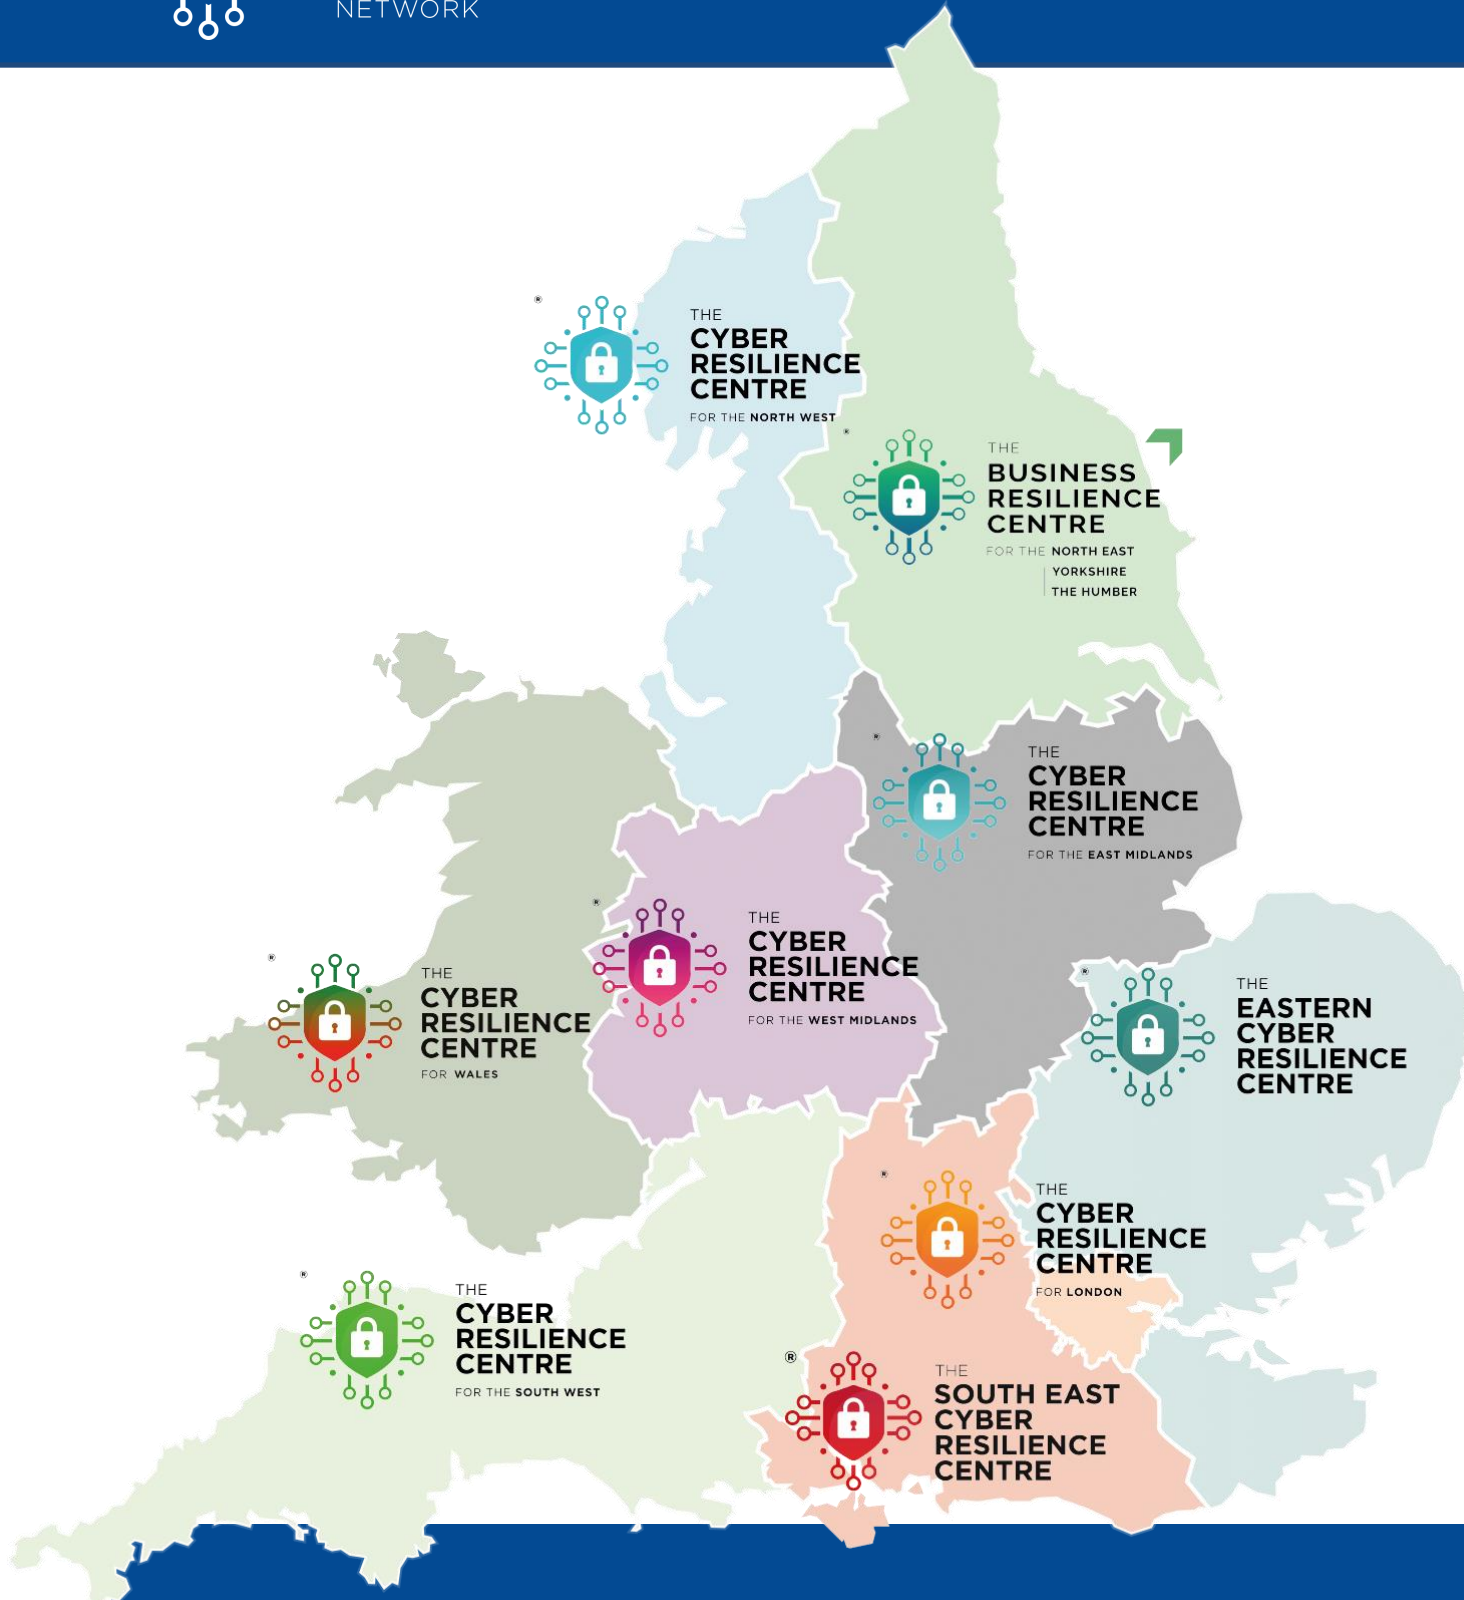 NETWORK
®
THE
CYBER
RESILIENCE
CENTRE
FOR THE NORTH WEST
®
THE
BUSINESS
RESILIENCE
CENTRE
FOR THE NORTH EAST
YORKSHIRE
THE HUMBER
®
THE
CYBER
RESILIENCE
CENTRE
FOR THE EAST MIDLANDS
®
THE
CYBER
RESILIENCE
CENTRE
FOR THE WEST MIDLANDS
®
THE
CYBER
RESILIENCE
CENTRE
FOR WALES
®
THE
EASTERN
CYBER
RESILIENCE
CENTRE
®
THE
CYBER
RESILIENCE
CENTRE
FOR LONDON
®
THE
CYBER
RESILIENCE
CENTRE
FOR THE SOUTH WEST
®
THE
SOUTH EAST
CYBER
RESILIENCE
CENTRE